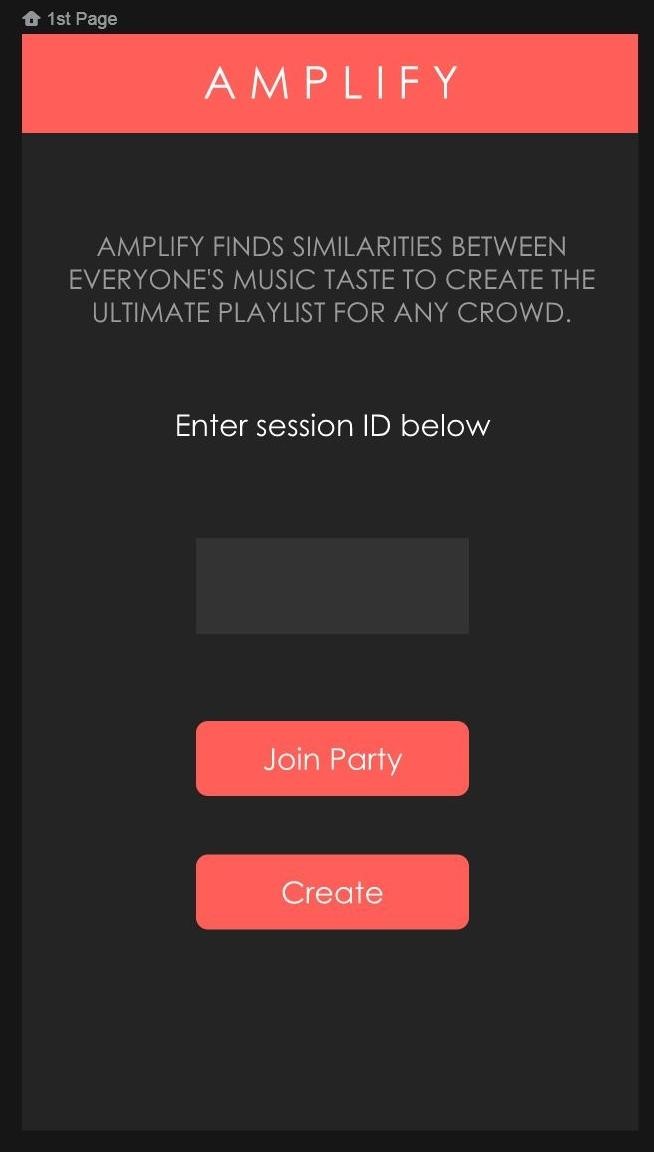 1st Page
AMPLIFY
AMPLIFY FINDS SIMILARITIES BETWEEN
EVERYONE'S MUSIC TASTE TO CREATE THE
ULTIMATE PLAYLIST FOR ANY CROWD.
Enter session ID below
Join Party
Create